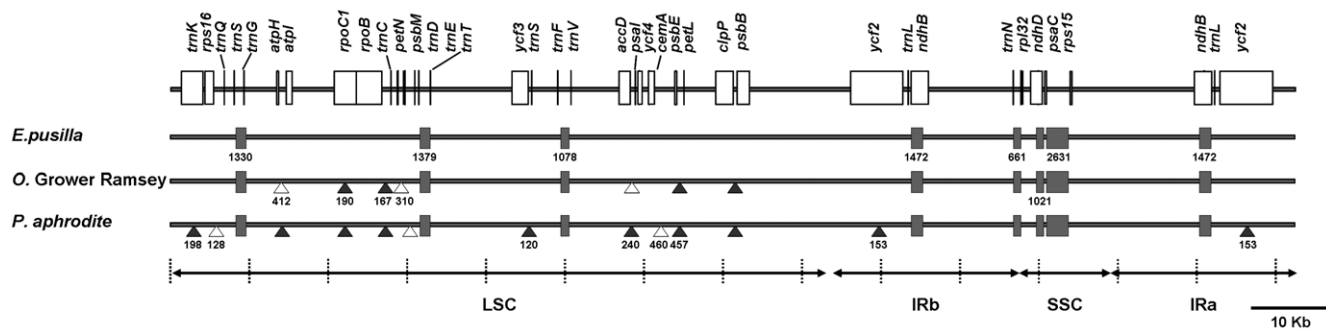 trnK rps16 trnQ trnS trnG atpH atpI rpoC1 rpoB trnC petN psbM trnD trnE trnT ycf3 trnS trnF trnV accD psaI ycf4 cemA psbE petL clpP psbB ycf2 trnL ndhB trnN rpl32 ndhD psaC rps15 ndhB trnL ycf2
E.pusilla
1330 1379 1078 1472 661 2631 1472
O. Grower Ramsey
412 190 167 310 1021
P. aphrodite
198 128 120 240 460 457 153 153
LSC IRb SSC IRa
10 Kb